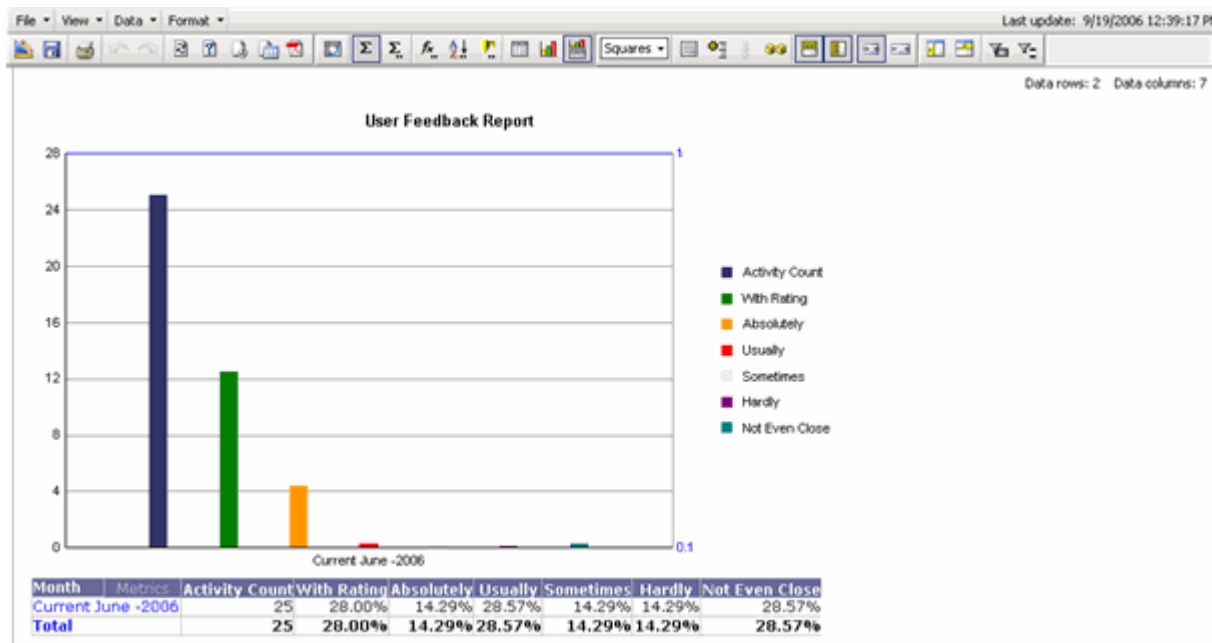 File View Data Format Last update: 9/19/2006 12:39:17 PM
Squares
Data rows: 2 Data columns: 7
User Feedback Report
28 1
24
20
16
12
8
4
0 0.1
Current June -2006
Activity Count
With Rating
Absolutely
Usually
Sometimes
Hardly
Not Even Close
Month Metrics Activity Count With Rating Absolutely Usually Sometimes Hardly Not Even Close
Current June -2006 25 28.00% 14.29% 28.57% 14.29% 14.29% 28.57%
Total 25 28.00% 14.29% 28.57% 14.29% 14.29% 28.57%